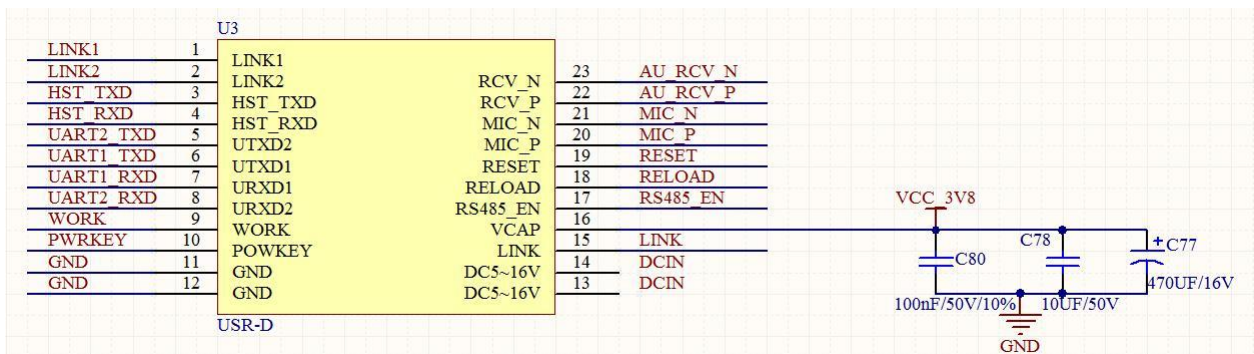 U3
LINK1 1 LINK1
LINK2 2 LINK2
HST_TXD 3 HST_TXD
HST_RXD 4 HST_RXD
UART2_TXD 5 UTXD2
UART1_TXD 6 UTXD1
UART1_RXD 7 URXD1
UART2_RXD 8 URXD2
WORK 9 WORK
PWRKEY 10 POWKEY
GND 11 GND
GND 12 GND
RCV_N 23 AU_RCV_N
RCV_P 22 AU_RCV_P
MIC_N 21 MIC_N
MIC_P 20 MIC_P
RESET 19 RESET
RELOAD 18 RELOAD
RS485_EN 17 RS485_EN
VCAP 16
LINK 15 LINK
DC5~16V 14 DCIN
DC5~16V 13 DCIN
USR-D
VCC_3V8
C80
100nF/50V/10%
C78
10UF/50V
+ C77
470UF/16V
GND